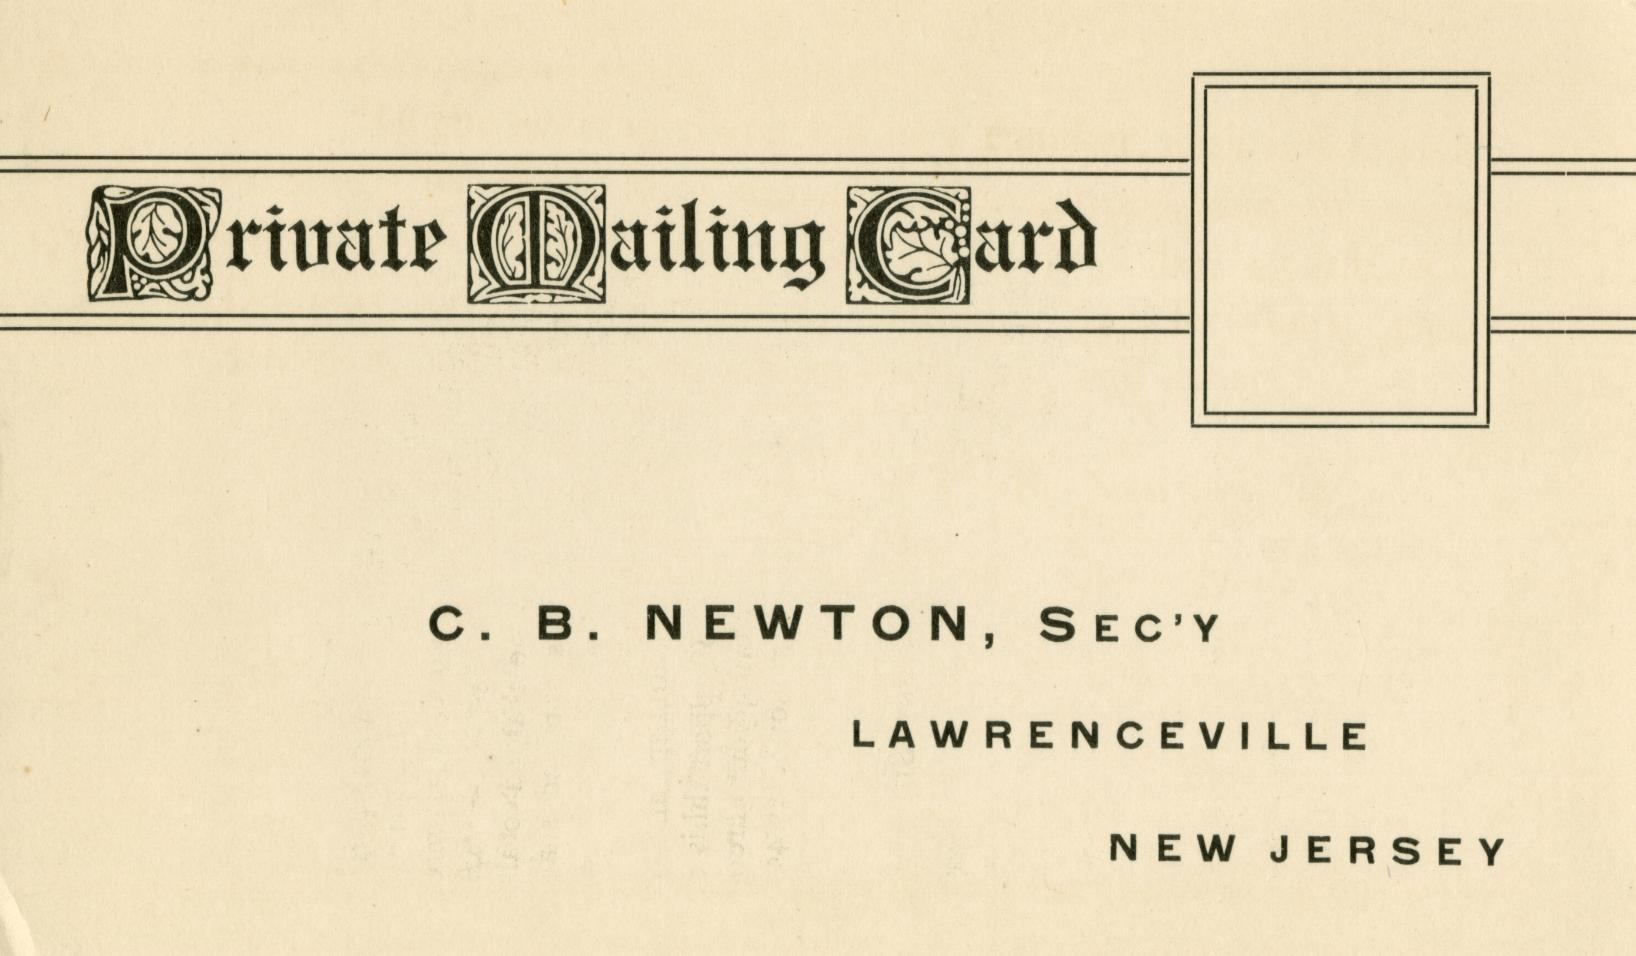 Private Mailing Card
C. B. NEWTON, SEC'Y
LAWRENCEVILLE
NEW JERSEY